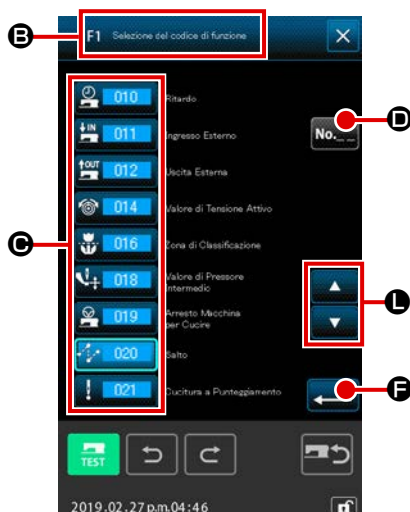 B
F1 Selezione del codice di funzione
010 Ritardo
D
IN 011 Ingresso Esterno
No._ _
OUT 012 Uscita Esterna
014 Valore di Tensione Attivo
C
016 Zona di Classificazione
018 Valore di Pressore
Intermedio
L
019 Arresto Macchina
per Cucire
020 Salto
021 Cucitura a Punteggiamento
F
TEST
2019.02.27 p.m.04:46